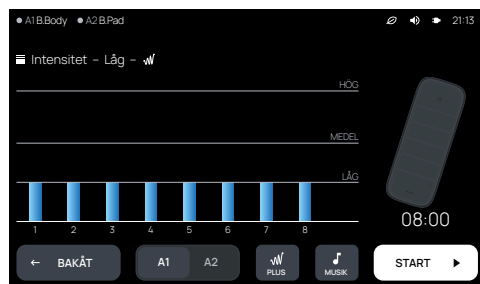 A1 B.Body A2 B.Pad 21:13
Intensitet – Låg –
HÖG
MEDEL
LÅG
1 2 3 4 5 6 7 8
08:00
← BAKÅT A1 A2 PLUS MUSIK START